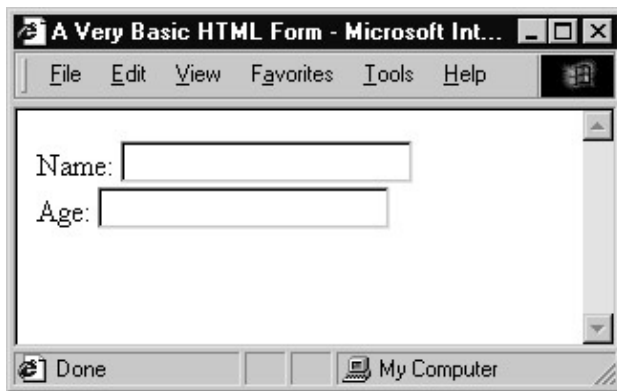 A Very Basic HTML Form - Microsoft Int...
File Edit View Favorites Tools Help
Name:
Age:
Done My Computer